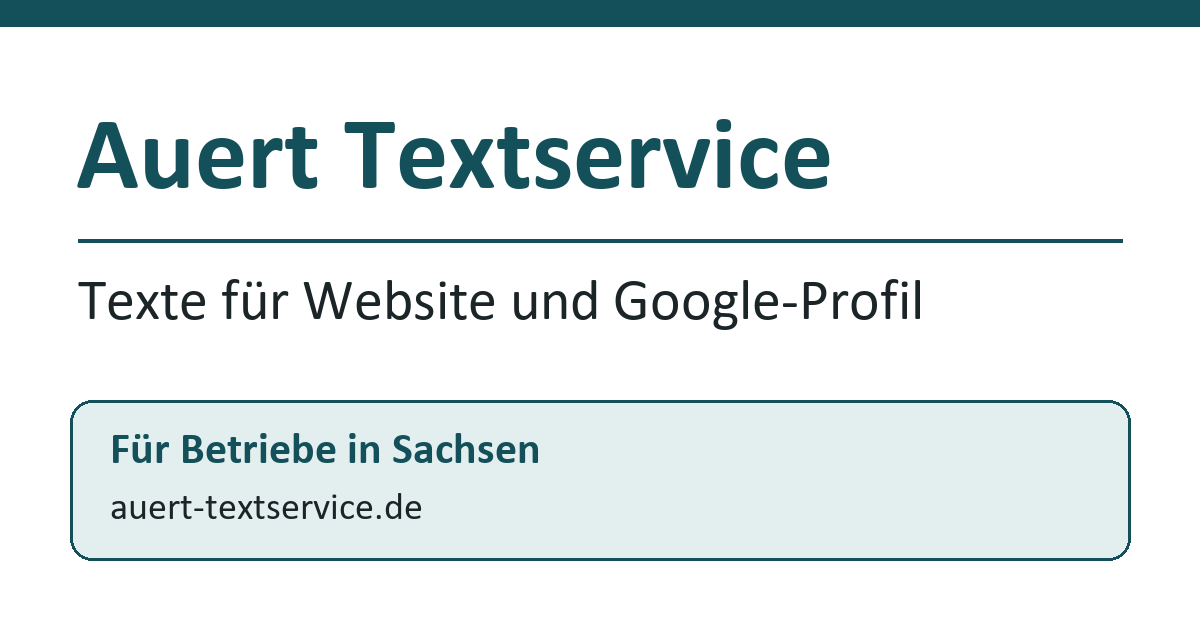 Auert Textservice
Texte für Website und Google-Profil
Für Betriebe in Sachsen
auert-textservice.de